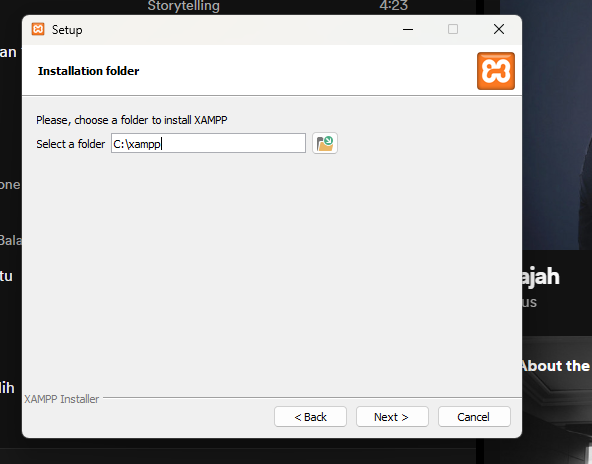 Storytelling 4:23
Setup
Installation folder
Please, choose a folder to install XAMPP
Select a folder C:\xampp
XAMPP Installer
< Back Next > Cancel
an
one
Bala
tu
lih
ajah
us
About the